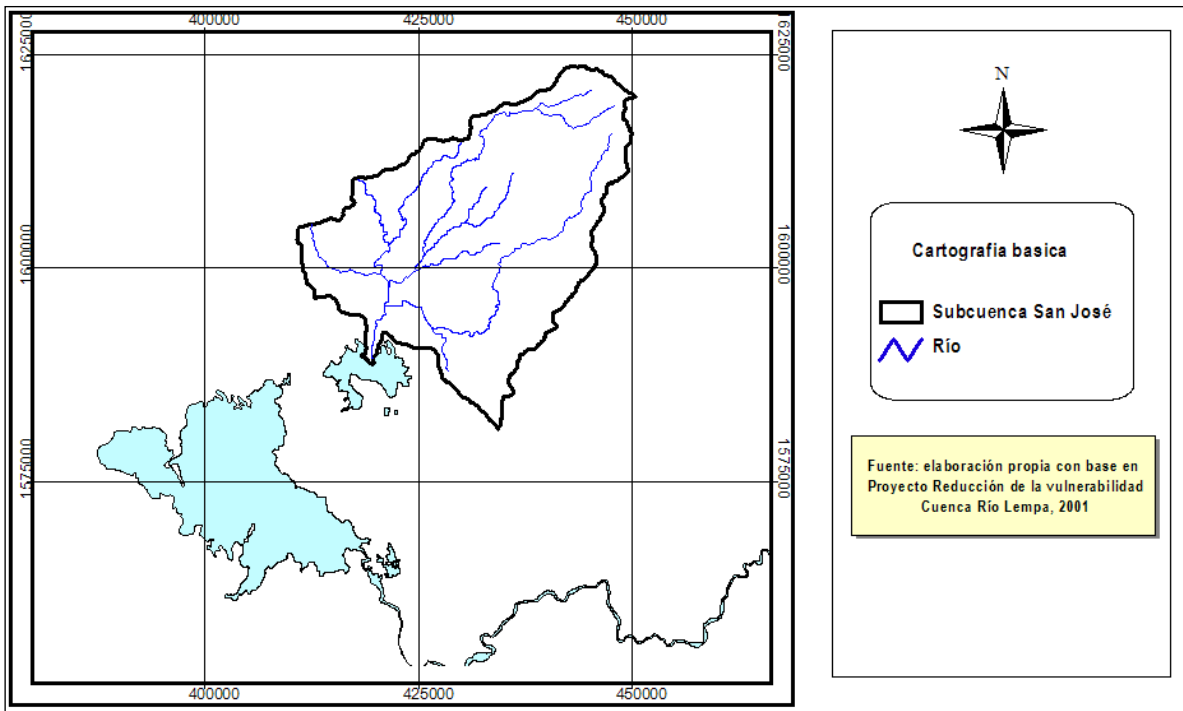 400000 425000 450000
1625000 1625000
1600000 1600000
1575000 1575000
400000 425000 450000
N
Cartografia basica
Subcuenca San José
Río
Fuente: elaboración propia con base en
Proyecto Reducción de la vulnerabilidad
Cuenca Río Lempa, 2001